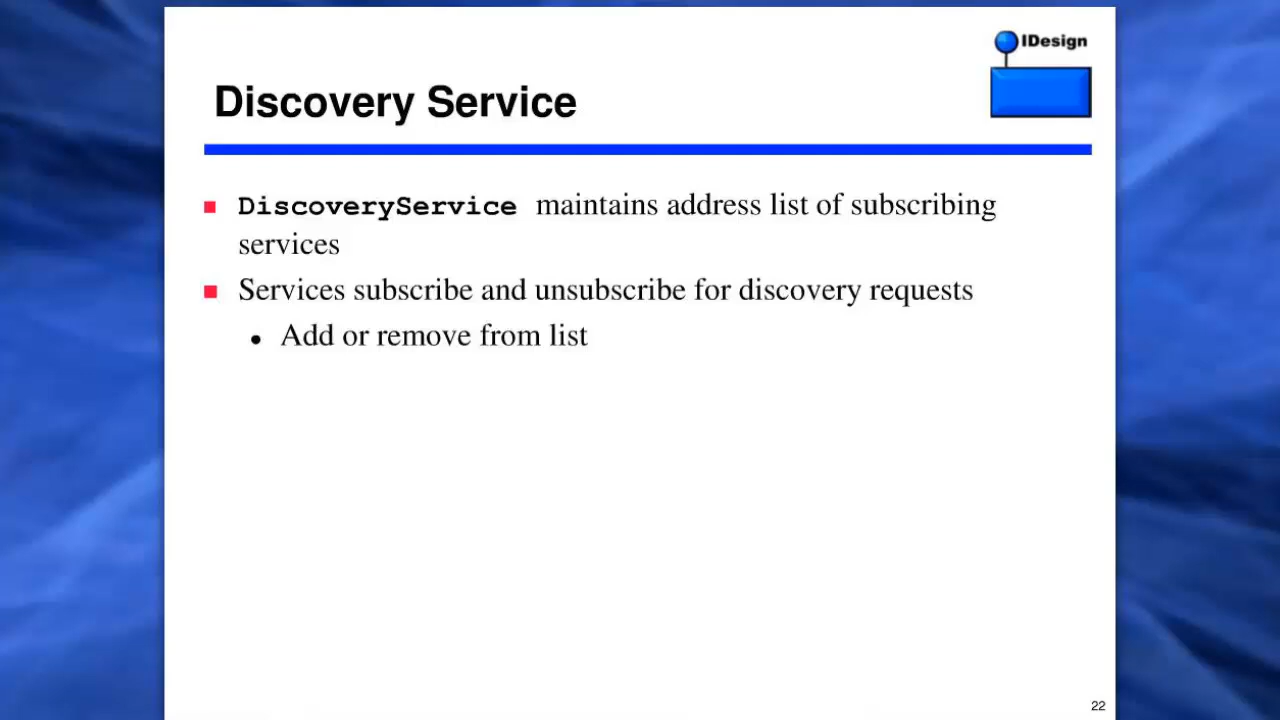 IDesign
Discovery Service
DiscoveryService maintains address list of subscribing
services
Services subscribe and unsubscribe for discovery requests
Add or remove from list
22